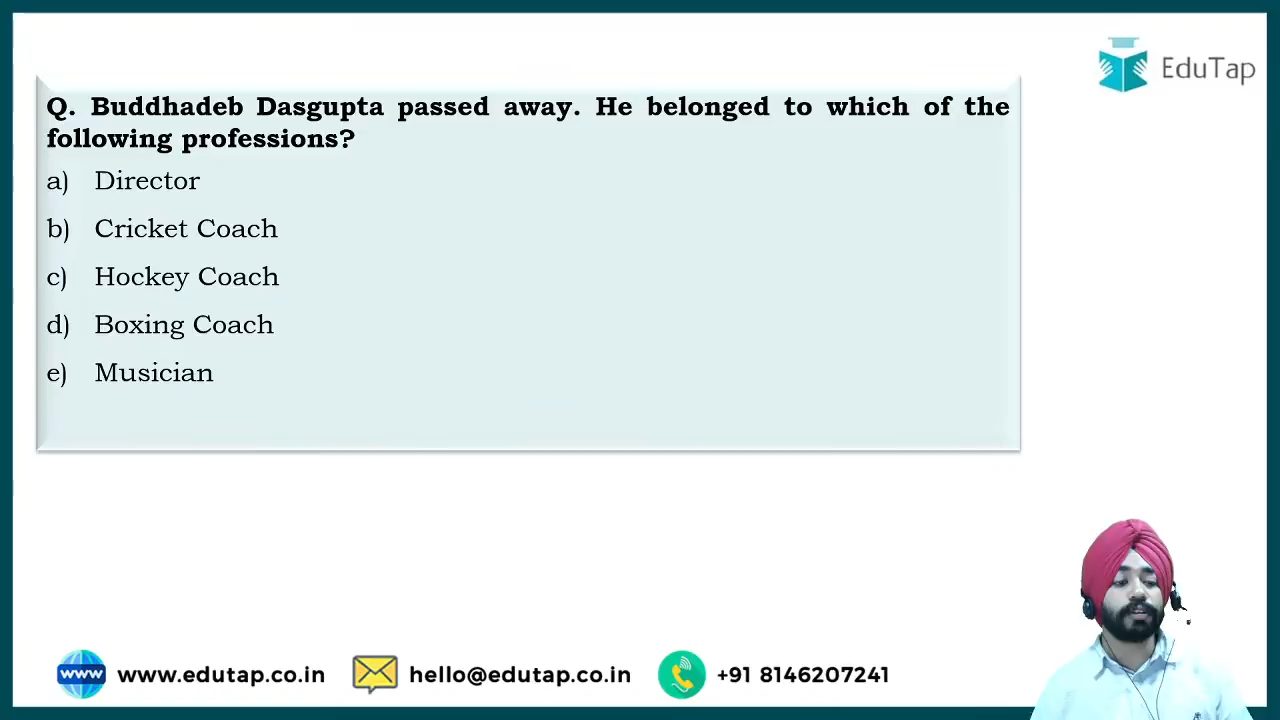 EduTap
Q. Buddhadeb Dasgupta passed away. He belonged to which of the
following professions?
a) Director
b) Cricket Coach
c) Hockey Coach
d) Boxing Coach
e) Musician
www www.edutap.co.in hello@edutap.co.in +91 8146207241